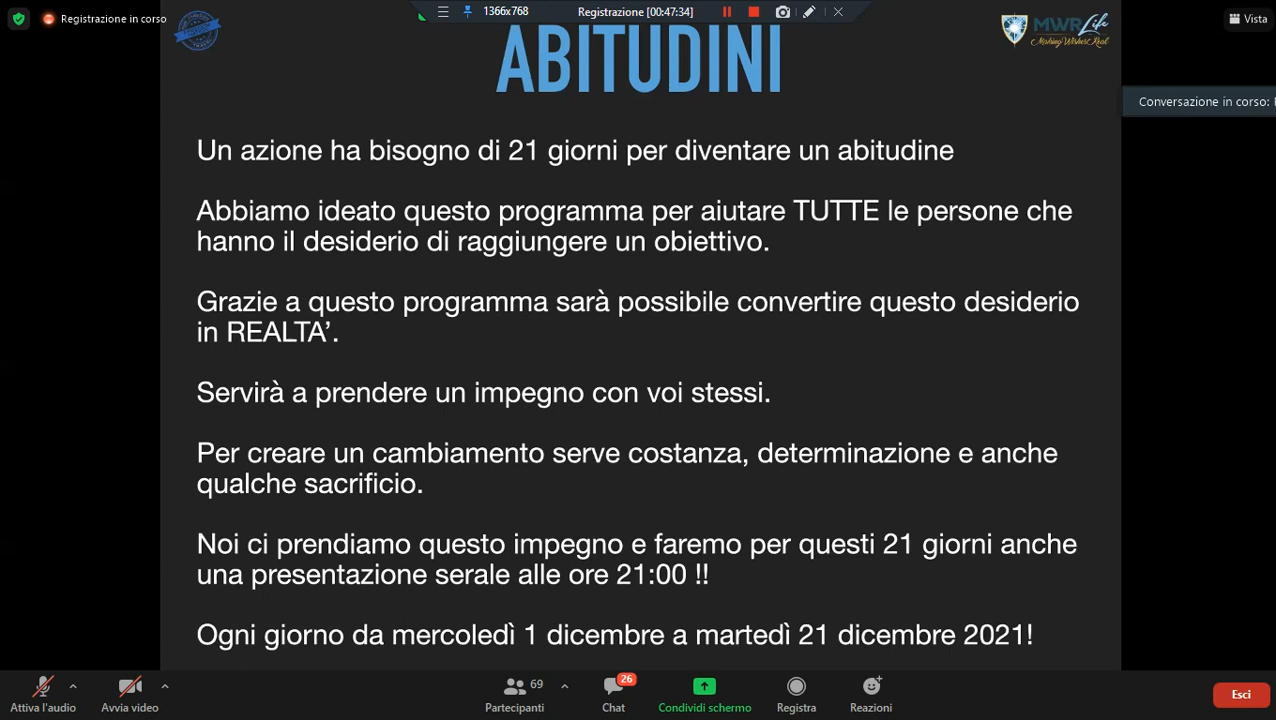 Registrazione in corso
1366x768
Registrazione [00:47:34]
MWRLife
Making Wishes Real
Vista
ABITUDINI
Conversazione in corso:
Un azione ha bisogno di 21 giorni per diventare un abitudine
Abbiamo ideato questo programma per aiutare TUTTE le persone che
hanno il desiderio di raggiungere un obiettivo.
Grazie a questo programma sarà possibile convertire questo desiderio
in REALTA’.
Servirà a prendere un impegno con voi stessi.
Per creare un cambiamento serve costanza, determinazione e anche
qualche sacrificio.
Noi ci prendiamo questo impegno e faremo per questi 21 giorni anche
una presentazione serale alle ore 21:00 !!
Ogni giorno da mercoledì 1 dicembre a martedì 21 dicembre 2021!
69
26
Attiva l'audio
Avvia video
Partecipanti
Chat
Condividi schermo
Registra
Reazioni
Esci